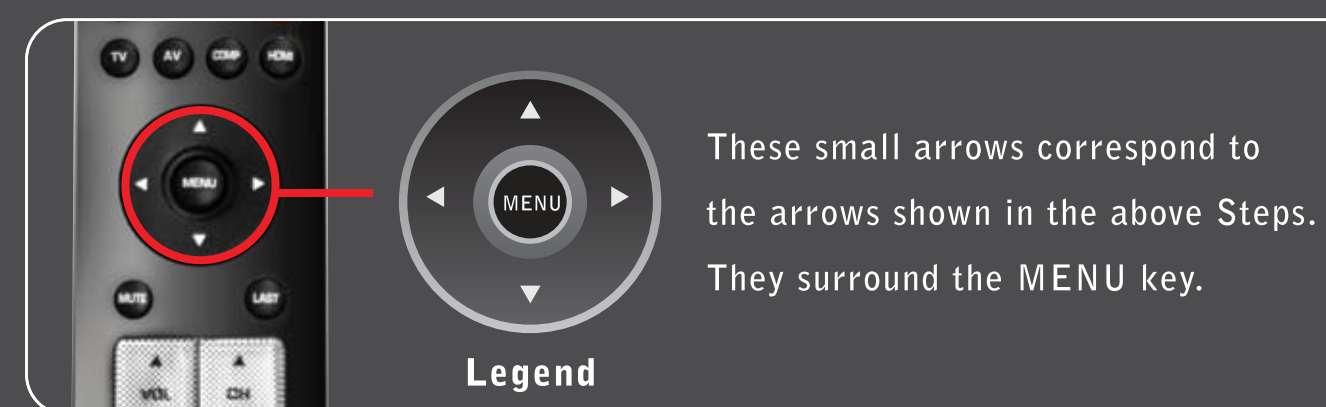 TV AV COMP HDMI
MENU
MUTE LAST
VOL CH
MENU
Legend
These small arrows correspond to
the arrows shown in the above Steps.
They surround the MENU key.